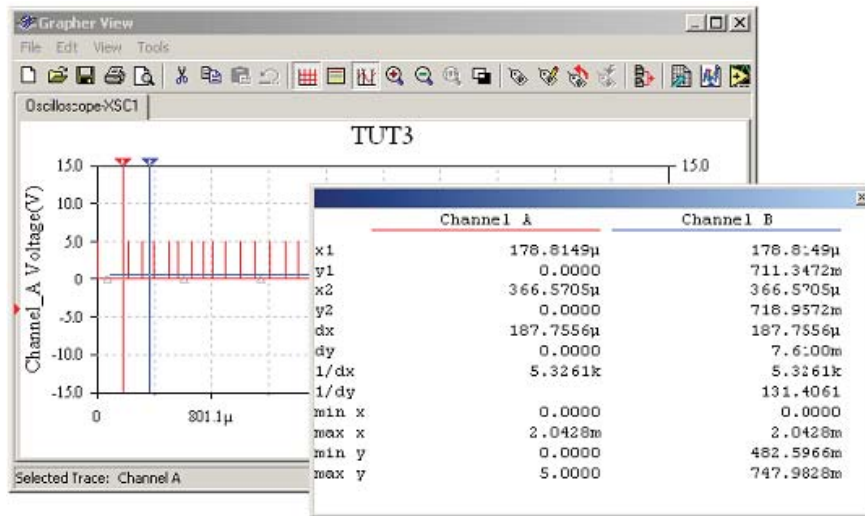 Grapher View
File Edt View Tools
Oscilloscope-XSC1
TUT3
15.0
10.0
5.0
0
-5.0
-10.0
-15.0
Channel_A Voltage(V)
0
801.1µ
15.0
Channel A Channel B
x1 178.8149µ 178.8149µ
y1 0.0000 711.3472m
x2 366.5705µ 366.5705µ
y2 0.0000 718.9572m
dx 187.7556µ 187.7556µ
dy 0.0000 7.6100m
1/dx 5.3261k 5.3261k
1/dy 131.4061
min x 0.0000 0.0000
max x 2.0428m 2.0428m
min y 0.0000 482.5966m
max y 5.0000 747.9828m
Selected Trace: Channel A